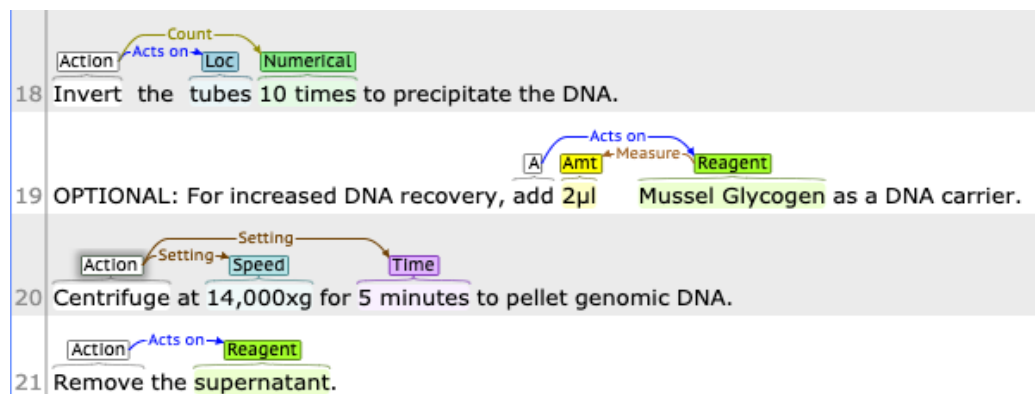 Count
Acts on
Action Loc Numerical
18 Invert the tubes 10 times to precipitate the DNA.
Acts on
A Amt Measure Reagent
19 OPTIONAL: For increased DNA recovery, add 2µl Mussel Glycogen as a DNA carrier.
Setting
Action Setting Speed Time
20 Centrifuge at 14,000xg for 5 minutes to pellet genomic DNA.
Action Acts on Reagent
21 Remove the supernatant.